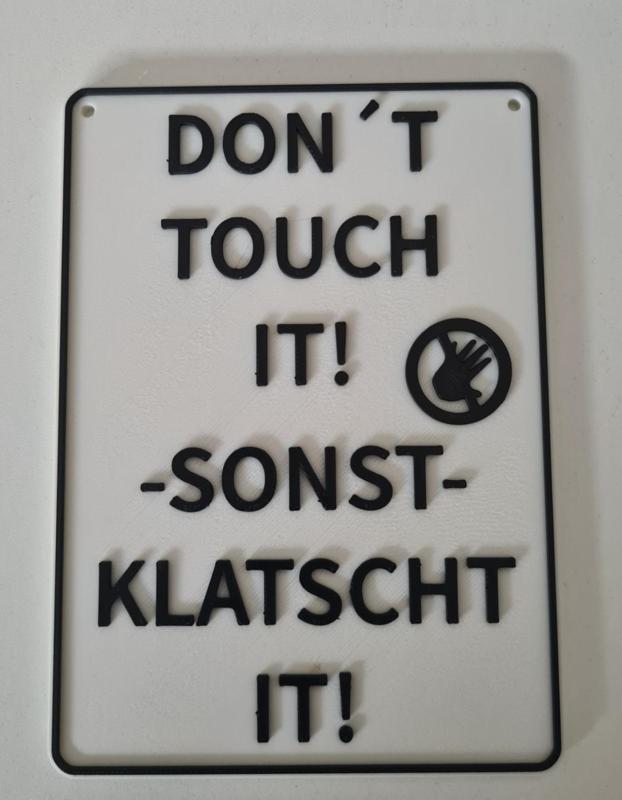 DON´T
TOUCH
IT!
-SONST-
KLATSCHT
IT!